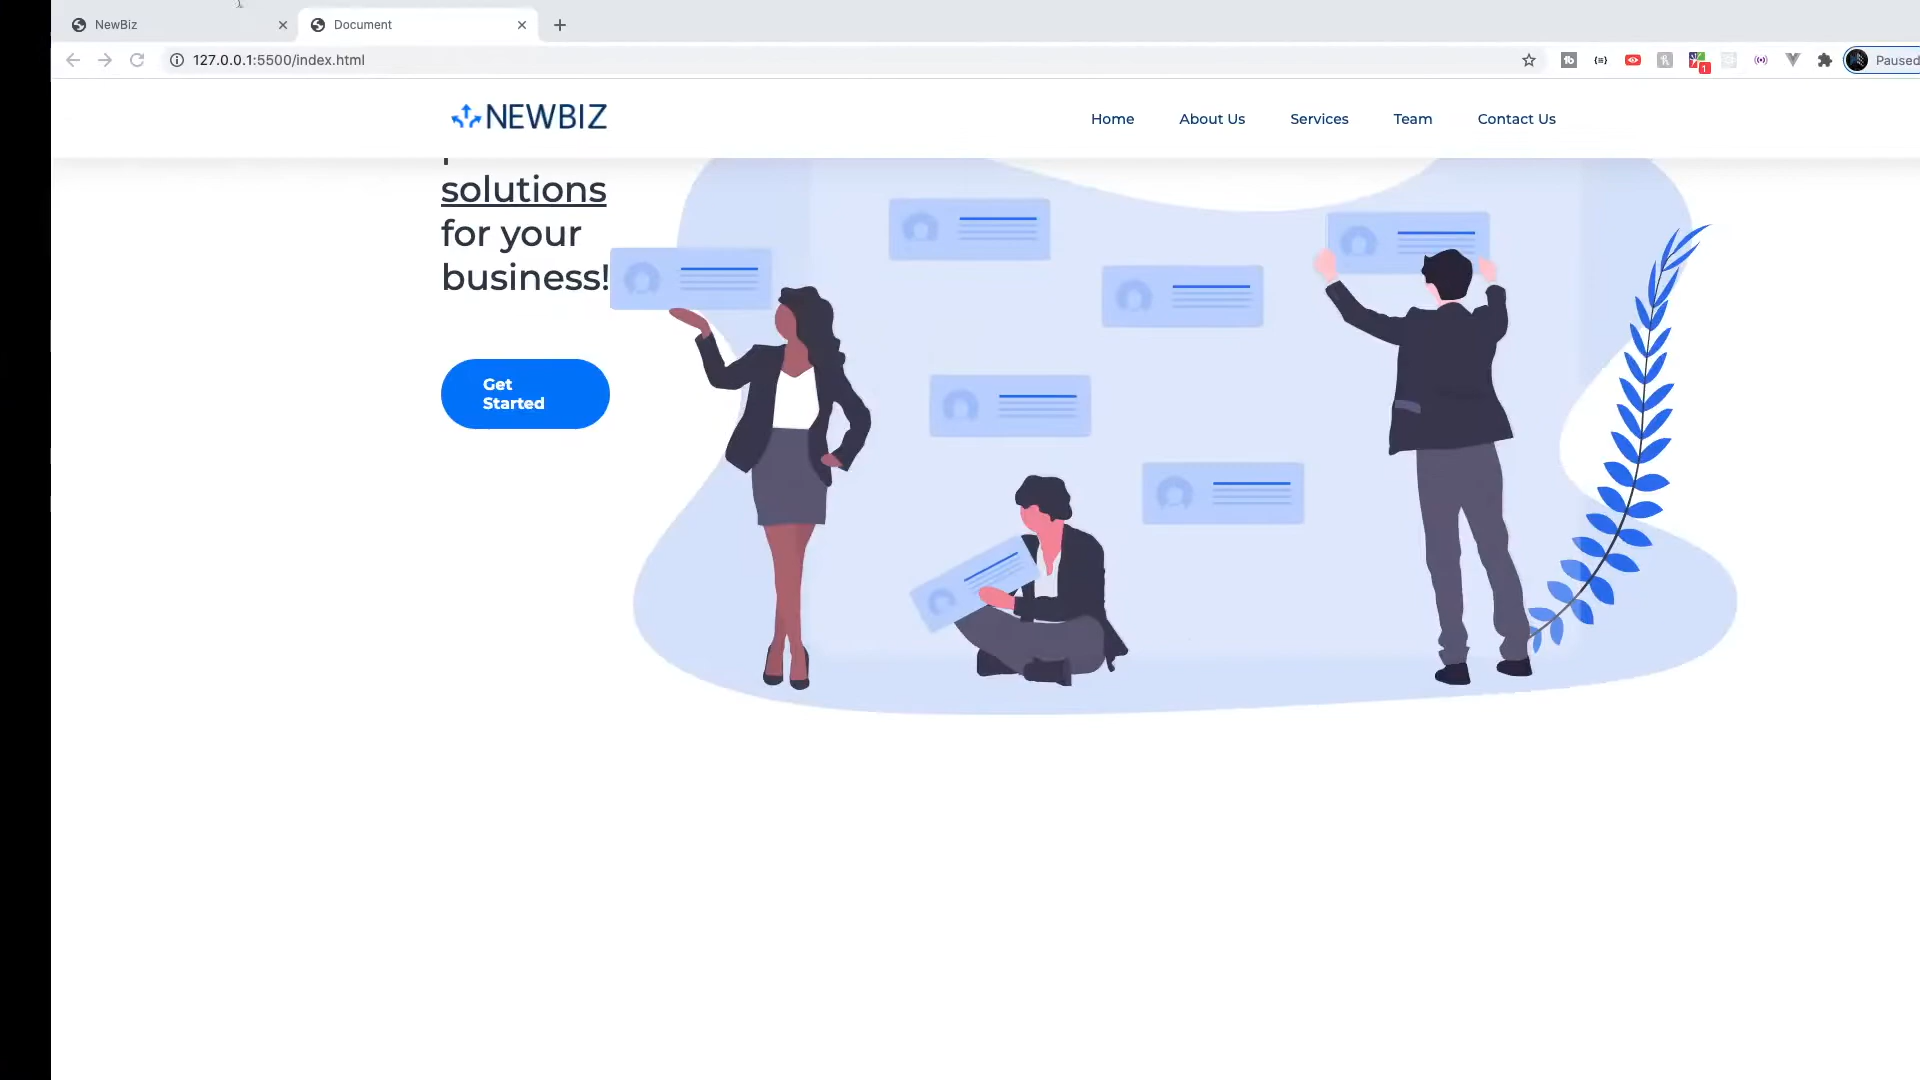 NewBiz
Document
127.0.0.1:5500/index.html
Paused
NEWBIZ
Home
About Us
Services
Team
Contact Us
solutions
for your
business!
Get
Started